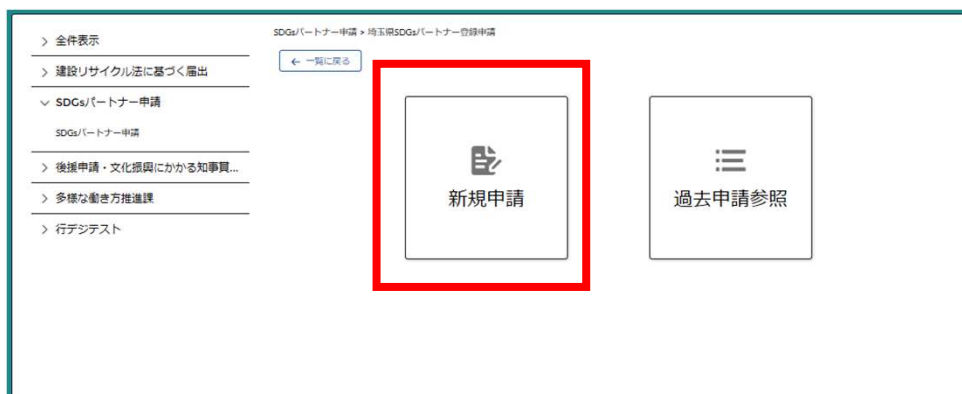 > 全件表示
> 建設リサイクル法に基づく届出
∨ SDGsパートナー申請
SDGsパートナー申請
> 後援申請・文化振興にかかる知事賞...
> 多様な働き方推進課
> 行デジテスト
SDGsパートナー申請 > 埼玉県SDGsパートナー登録申請
← 一覧に戻る
新規申請
過去申請参照